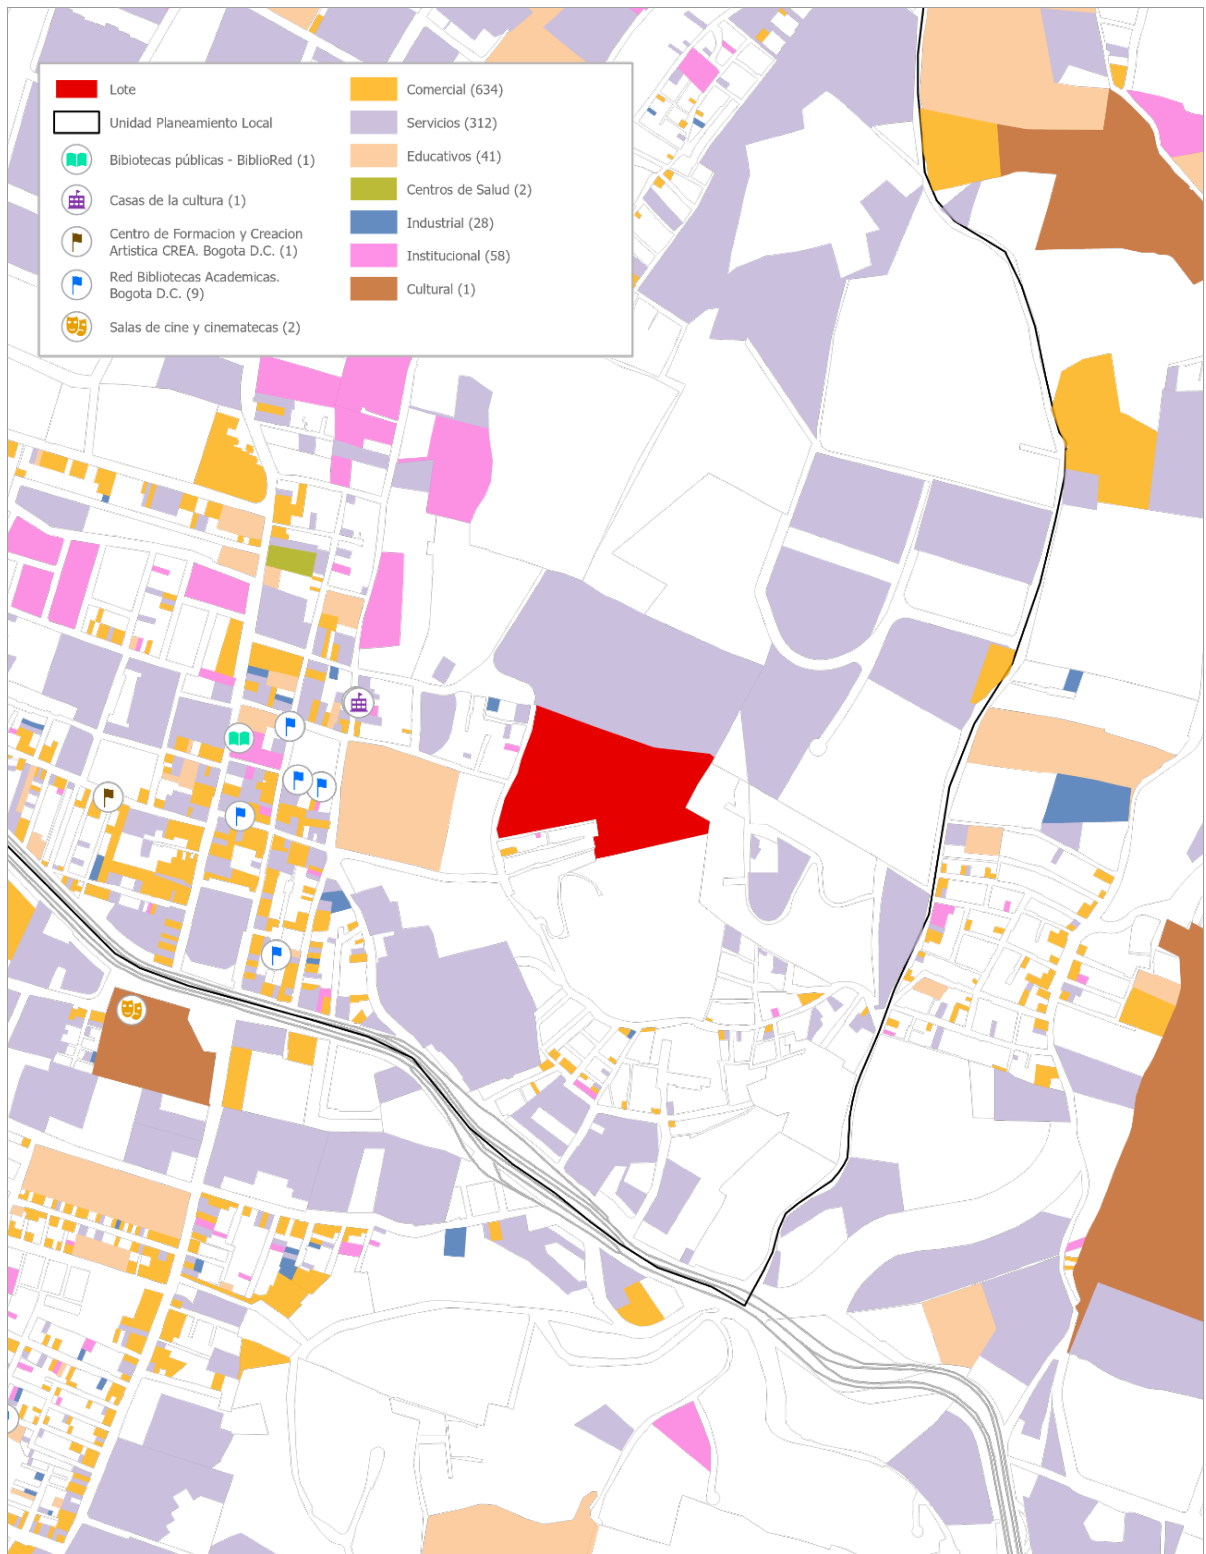 Lote
Unidad Planeamiento Local
Bibiotecas públicas - BiblioRed (1)
Casas de la cultura (1)
Centro de Formacion y Creacion
Artistica CREA. Bogota D.C. (1)
Red Bibliotecas Academicas.
Bogota D.C. (9)
Salas de cine y cinematecas (2)
Comercial (634)
Servicios (312)
Educativos (41)
Centros de Salud (2)
Industrial (28)
Institucional (58)
Cultural (1)